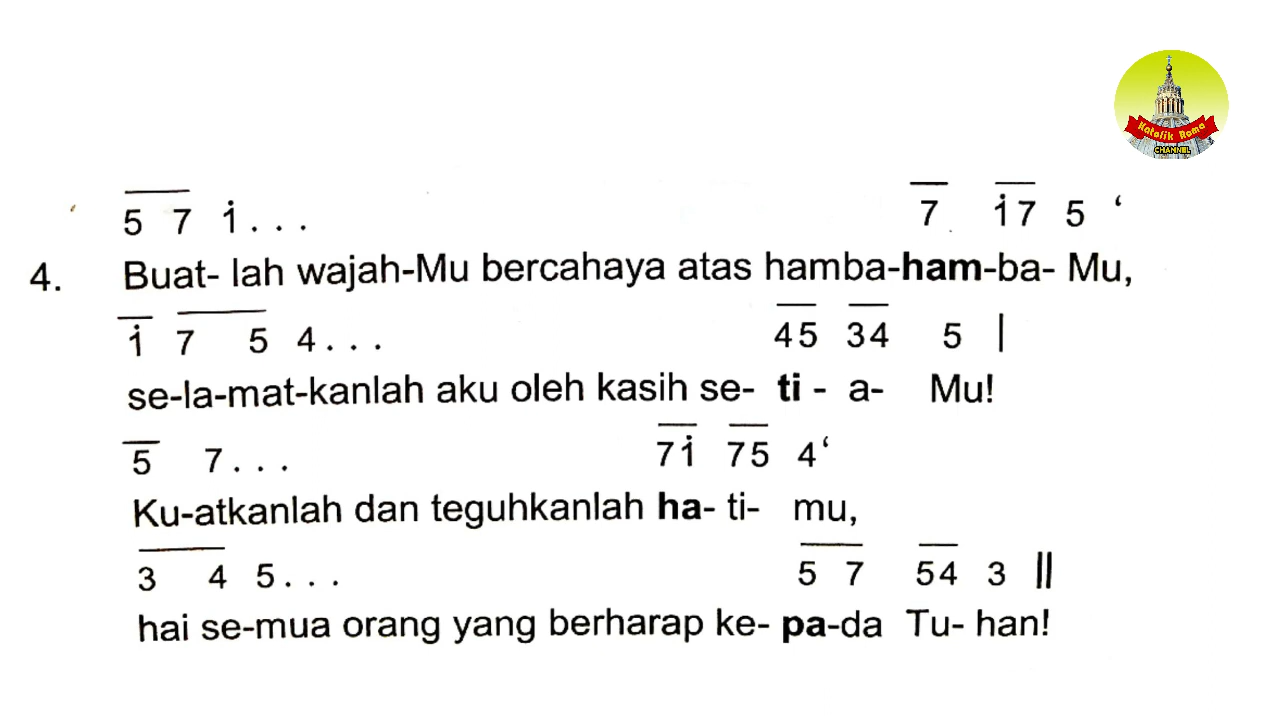 Katolik Roma
CHANNEL
5 7 1̇ . . . 7 1̇7 5 ‘
4. Buat- lah wajah-Mu bercahaya atas hamba-ham-ba- Mu,
1̇ 7 5 4 . . . 45 34 5 |
se-la-mat-kanlah aku oleh kasih se- ti - a- Mu!
5 7 . . . 71̇ 75 4‘
Ku-atkanlah dan teguhkanlah ha- ti- mu,
3 4 5 . . . 5 7 54 3 ||
hai se-mua orang yang berharap ke- pa-da Tu- han!